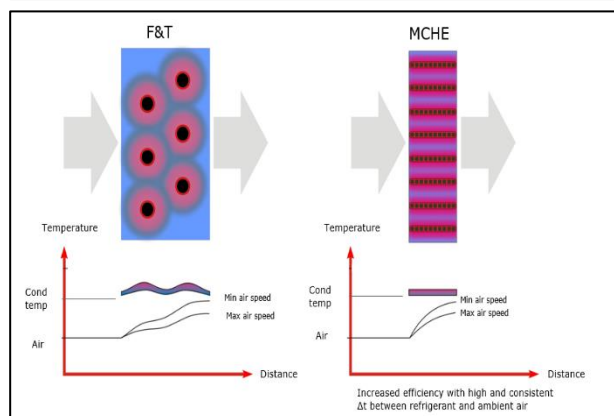 F&T
MCHE
Temperature
Cond
temp
Air
Min air speed
Max air speed
Distance
Temperature
Cond
temp
Air
Min air speed
Max air speed
Distance
Increased efficiency with high and consistent
Δt between refrigerant and ambient air